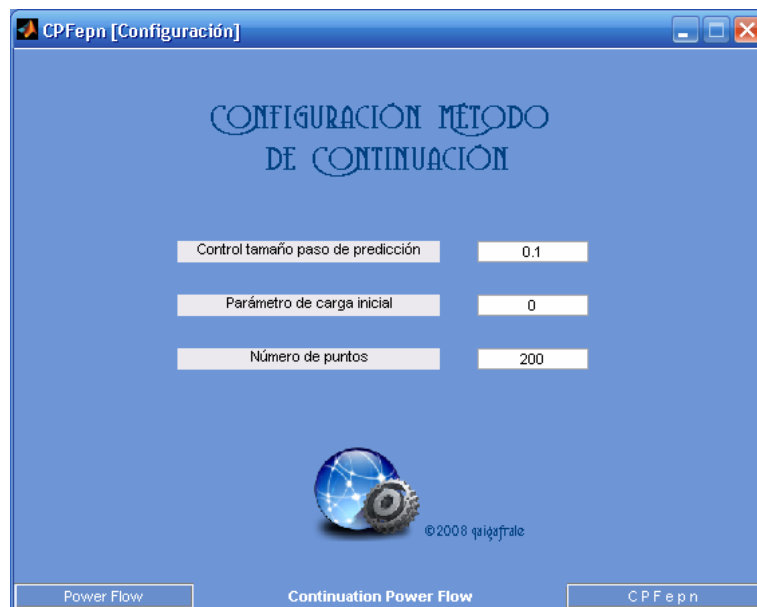 CPFepn [Configuración]
CONFIGURACIÓN MÉTODO
DE CONTINUACIÓN
Control tamaño paso de predicción 0.1
Parámetro de carga inicial 0
Número de puntos 200
©2008 qaigafrale
Power Flow Continuation Power Flow CPFepn